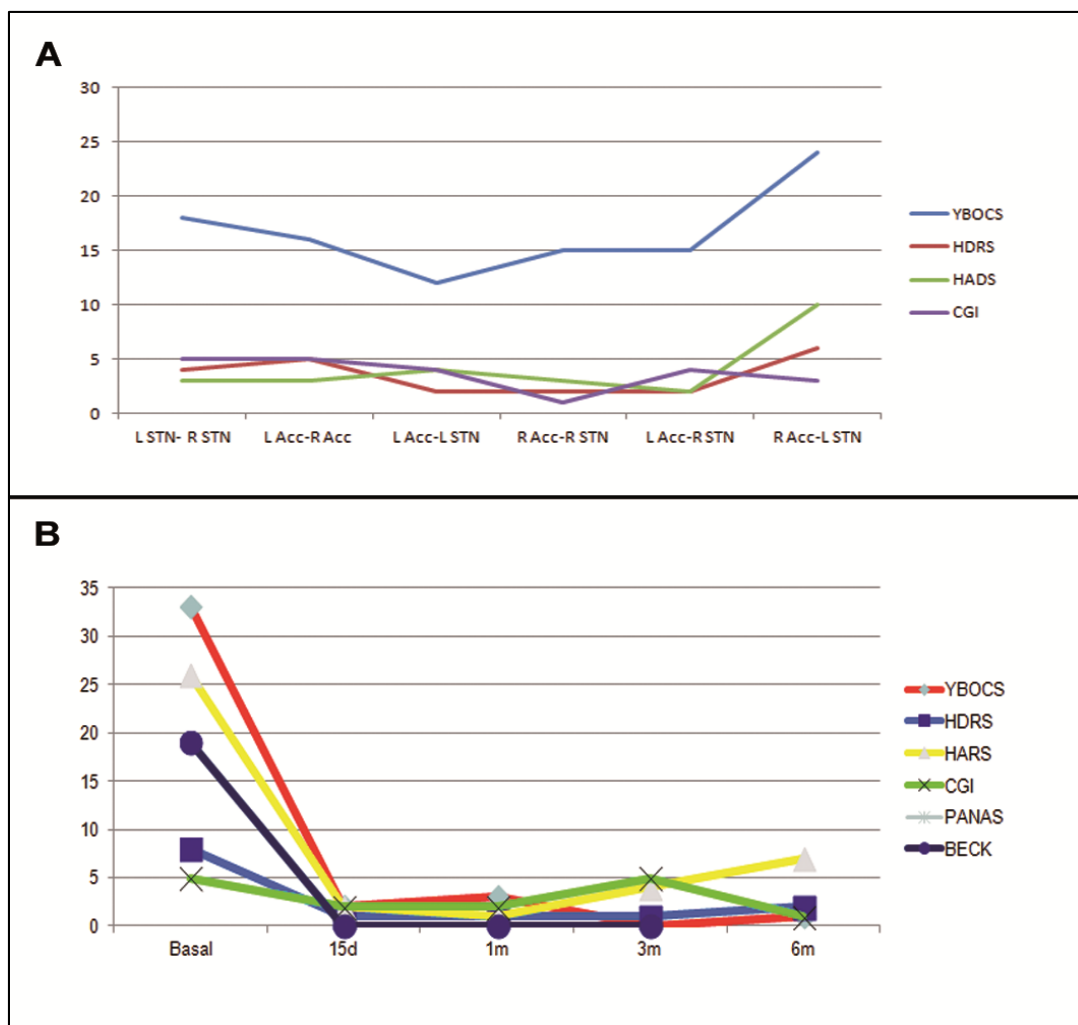 A
30
25
20
15
10
5
0
L STN- R STN
L Acc-R Acc
L Acc-L STN
R Acc-R STN
L Acc-R STN
R Acc-L STN
YBOCS
HDRS
HADS
CGI
B
35
30
25
20
15
10
5
0
Basal
15d
1m
3m
6m
YBOCS
HDRS
HARS
CGI
PANAS
BECK